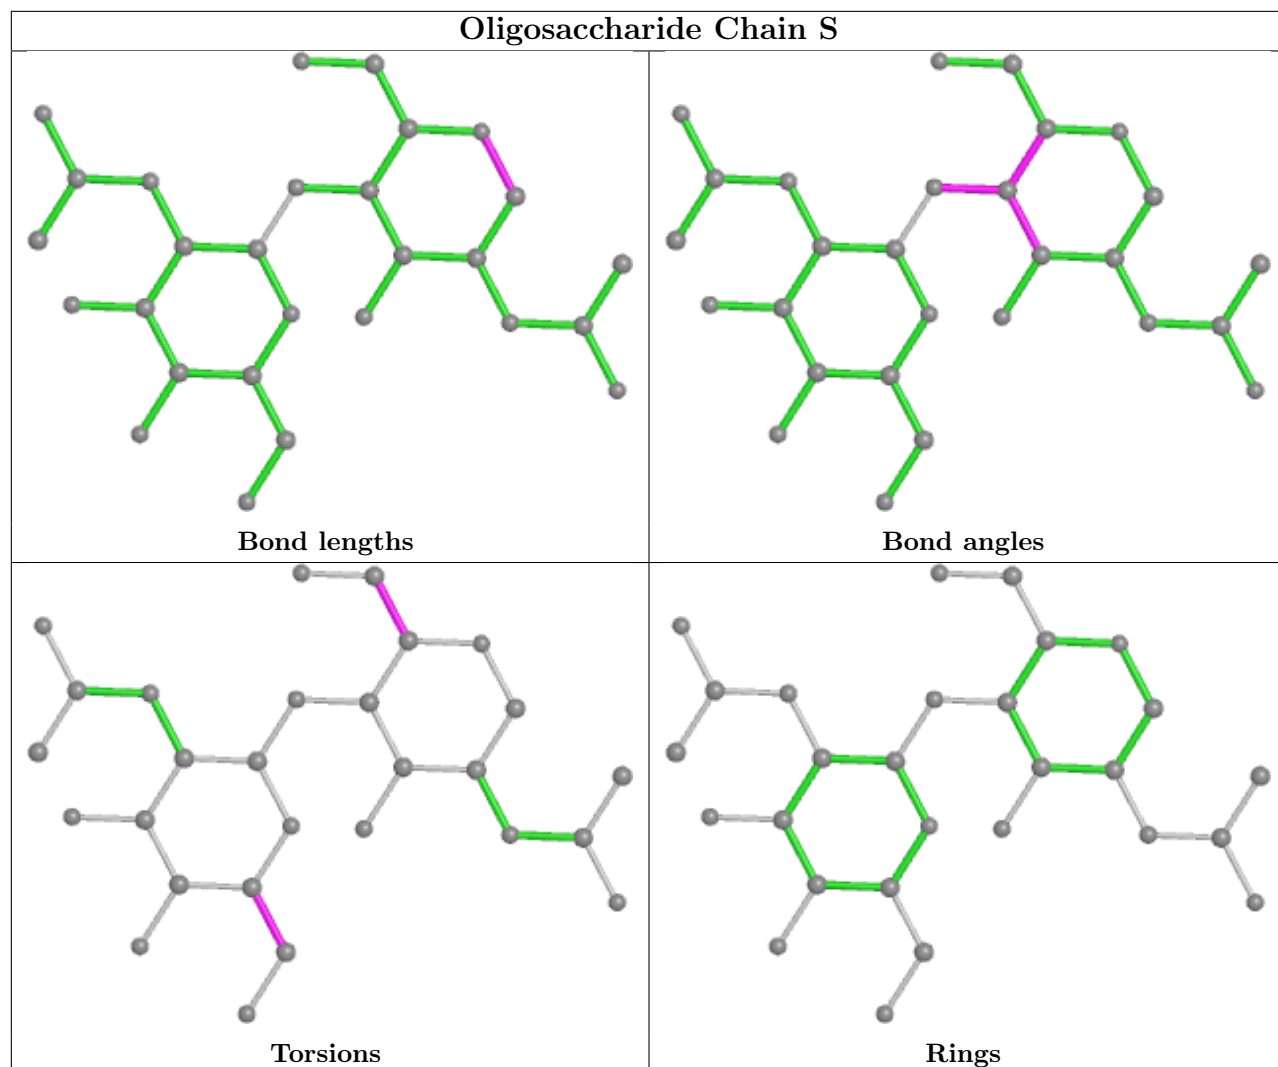 Oligosaccharide Chain S
Bond lengths
Bond angles
Torsions
Rings